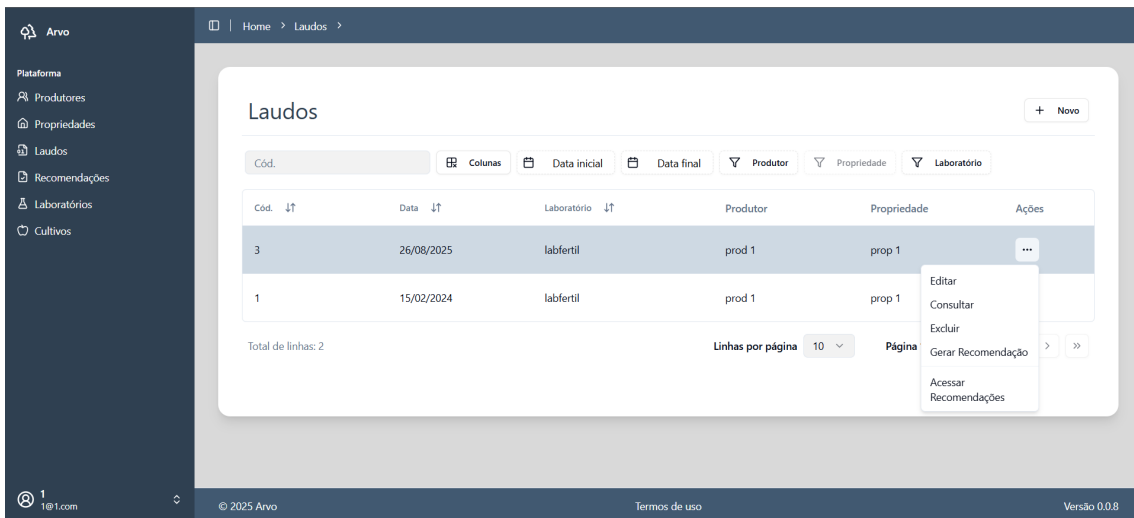 Arvo
Home > Laudos >
Plataforma
Produtores
Propriedades
Laudos
Recomendações
Laboratórios
Cultivos
Laudos
+ Novo
Cód. Colunas Data inicial Data final Produtor Propriedade Laboratório
Cód. Data Laboratório Produtor Propriedade Ações
3 26/08/2025 labfertil prod 1 prop 1 ...
1 15/02/2024 labfertil prod 1 prop 1
Editar
Consultar
Excluir
Gerar Recomendação
Acessar
Recomendações
Total de linhas: 2 Linhas por página 10 Página
1
1@1.com
© 2025 Arvo Termos de uso Versão 0.0.8